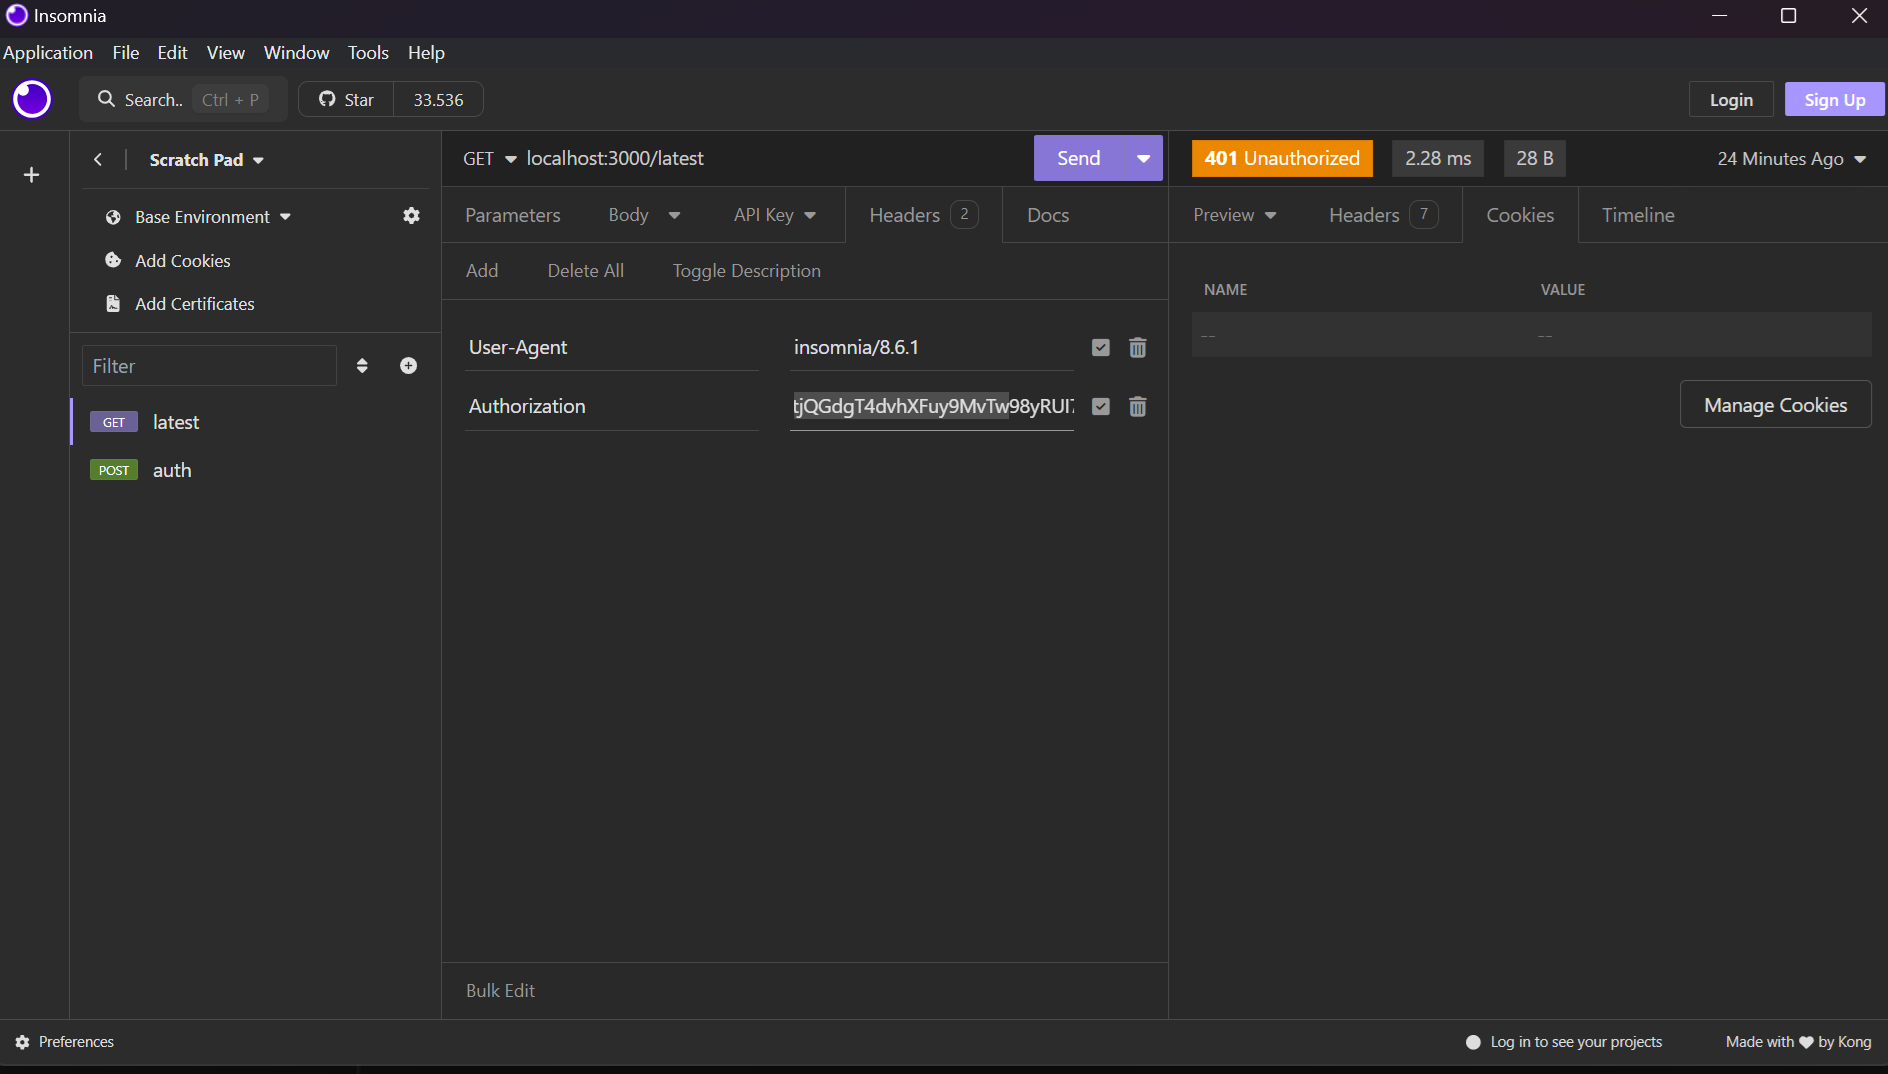 Insomnia
Application File Edit View Window Tools Help
Search.. Ctrl + P Star 33.536 Login Sign Up
Scratch Pad
Base Environment
Add Cookies
Add Certificates
Filter
GET latest
POST auth
GET localhost:3000/latest Send
Parameters Body API Key Headers 2 Docs
Add Delete All Toggle Description
User-Agent insomnia/8.6.1
Authorization tjQGdgT4dvhXFuy9MvTw98yRUI7
Bulk Edit
401 Unauthorized 2.28 ms 28 B 24 Minutes Ago
Preview Headers 7 Cookies Timeline
NAME VALUE
-- --
Manage Cookies
Preferences Log in to see your projects Made with ♥ by Kong